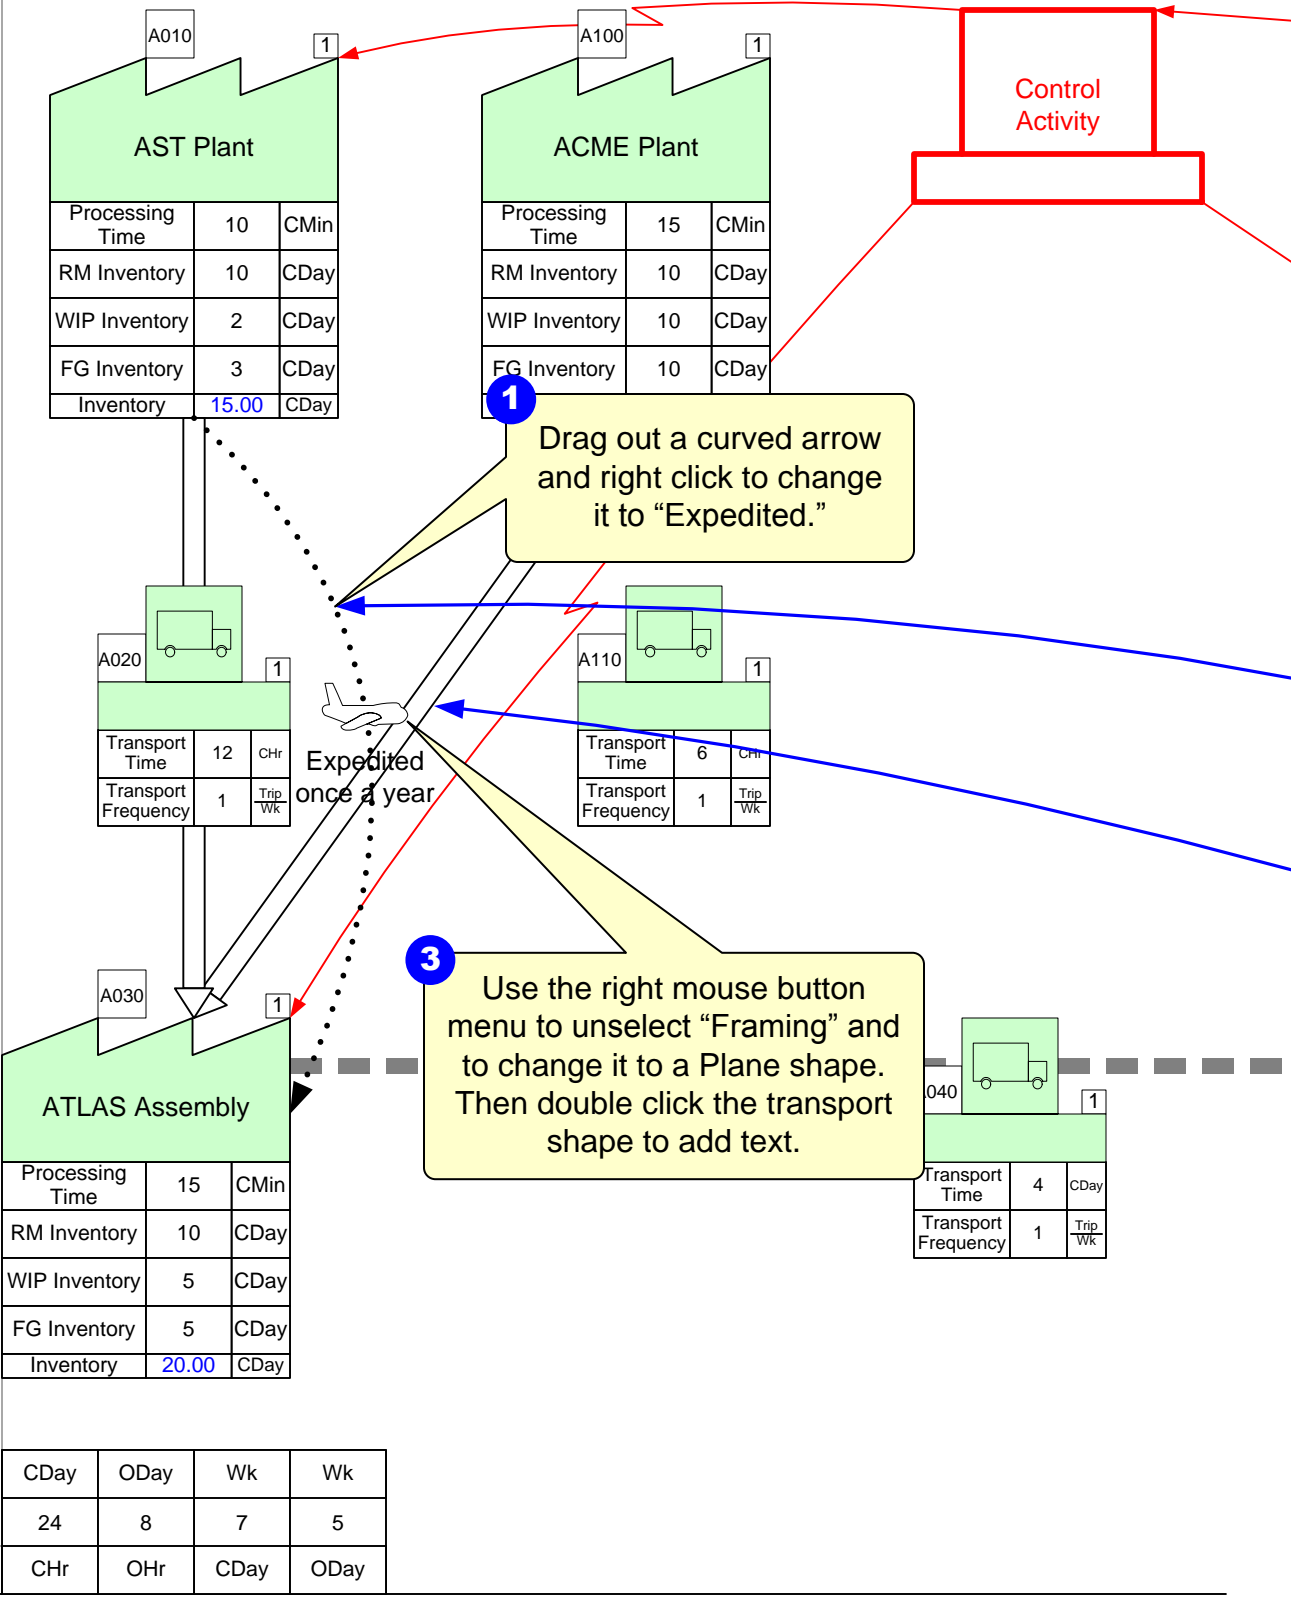 A010
1
AST Plant
Processing
Time
10
CMin
RM Inventory
10
CDay
WIP Inventory
2
CDay
FG Inventory
3
CDay
Inventory
15.00
CDay
A100
1
ACME Plant
Processing
Time
15
CMin
RM Inventory
10
CDay
WIP Inventory
10
CDay
FG Inventory
10
CDay
Control
Activity
1
Drag out a curved arrow
and right click to change
it to “Expedited.”
A020
1
Transport
Time
12
CHr
Transport
Frequency
1
Trip
Wk
Expedited
once a year
A110
1
Transport
Time
6
CHr
Transport
Frequency
1
Trip
Wk
3
Use the right mouse button
menu to unselect “Framing” and
to change it to a Plane shape.
Then double click the transport
shape to add text.
A030
1
ATLAS Assembly
Processing
Time
15
CMin
RM Inventory
10
CDay
WIP Inventory
5
CDay
FG Inventory
5
CDay
Inventory
20.00
CDay
040
1
Transport
Time
4
CDay
Transport
Frequency
1
Trip
Wk
CDay
ODay
Wk
Wk
24
8
7
5
CHr
OHr
CDay
ODay